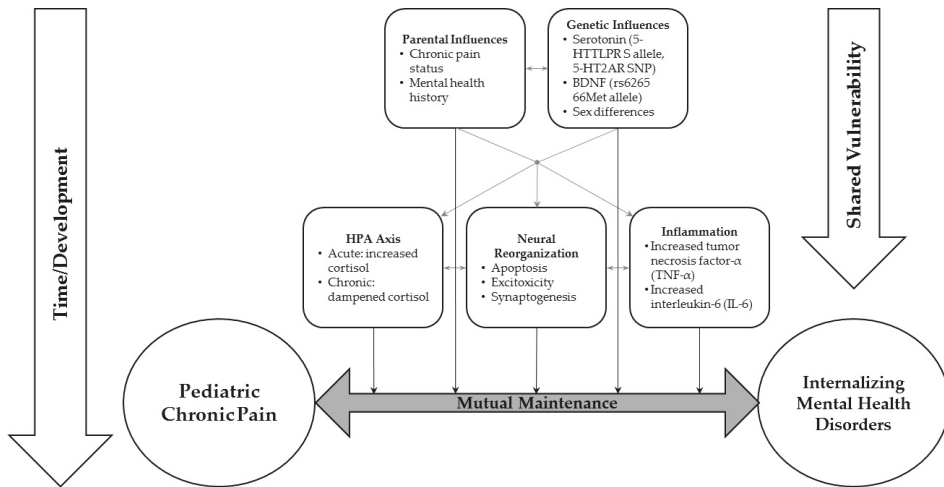 Time/Development
Parental Influences
• Chronic pain
status
• Mental health
history
Genetic Influences
• Serotonin (5-
HTTLPR S allele,
5-HT2AR SNP)
• BDNF (rs6265
66Met allele)
• Sex differences
Shared Vulnerability
HPA Axis
• Acute: increased
cortisol
• Chronic:
dampened cortisol
Neural
Reorganization
• Apoptosis
• Excitoxicity
• Synaptogenesis
Inflammation
• Increased tumor
necrosis factor-α
(TNF-α)
• Increased
interleukin-6 (IL-6)
Pediatric
Chronic Pain
Mutual Maintenance
Internalizing
Mental Health
Disorders